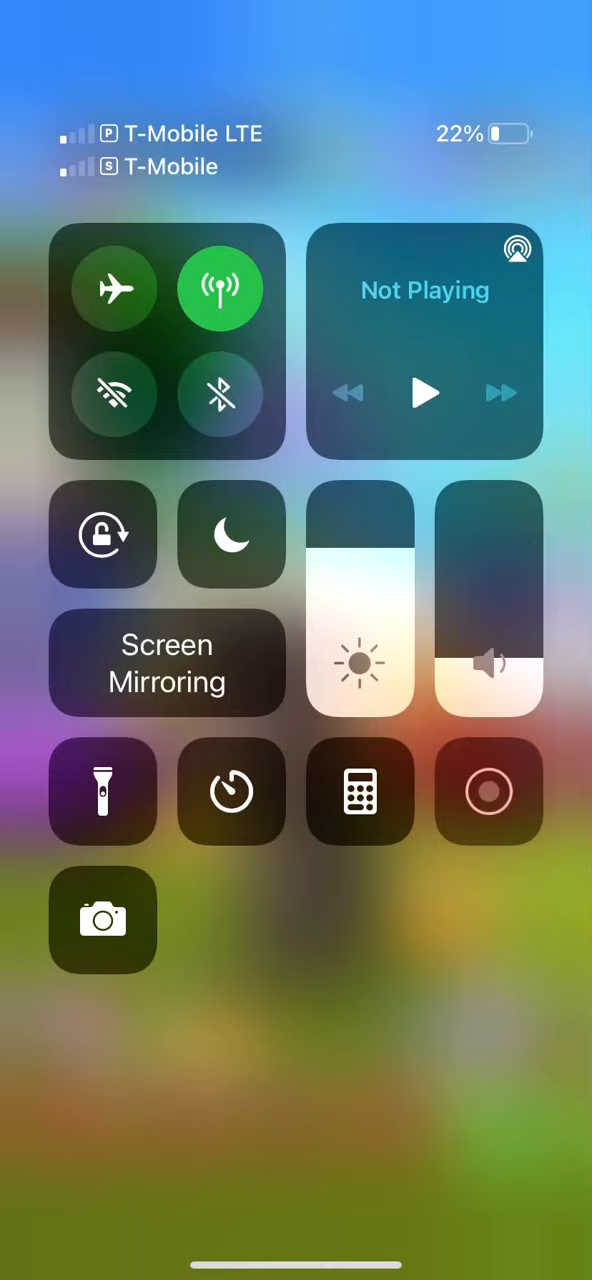 P T-Mobile LTE 22%
S T-Mobile
Not Playing
Screen
Mirroring